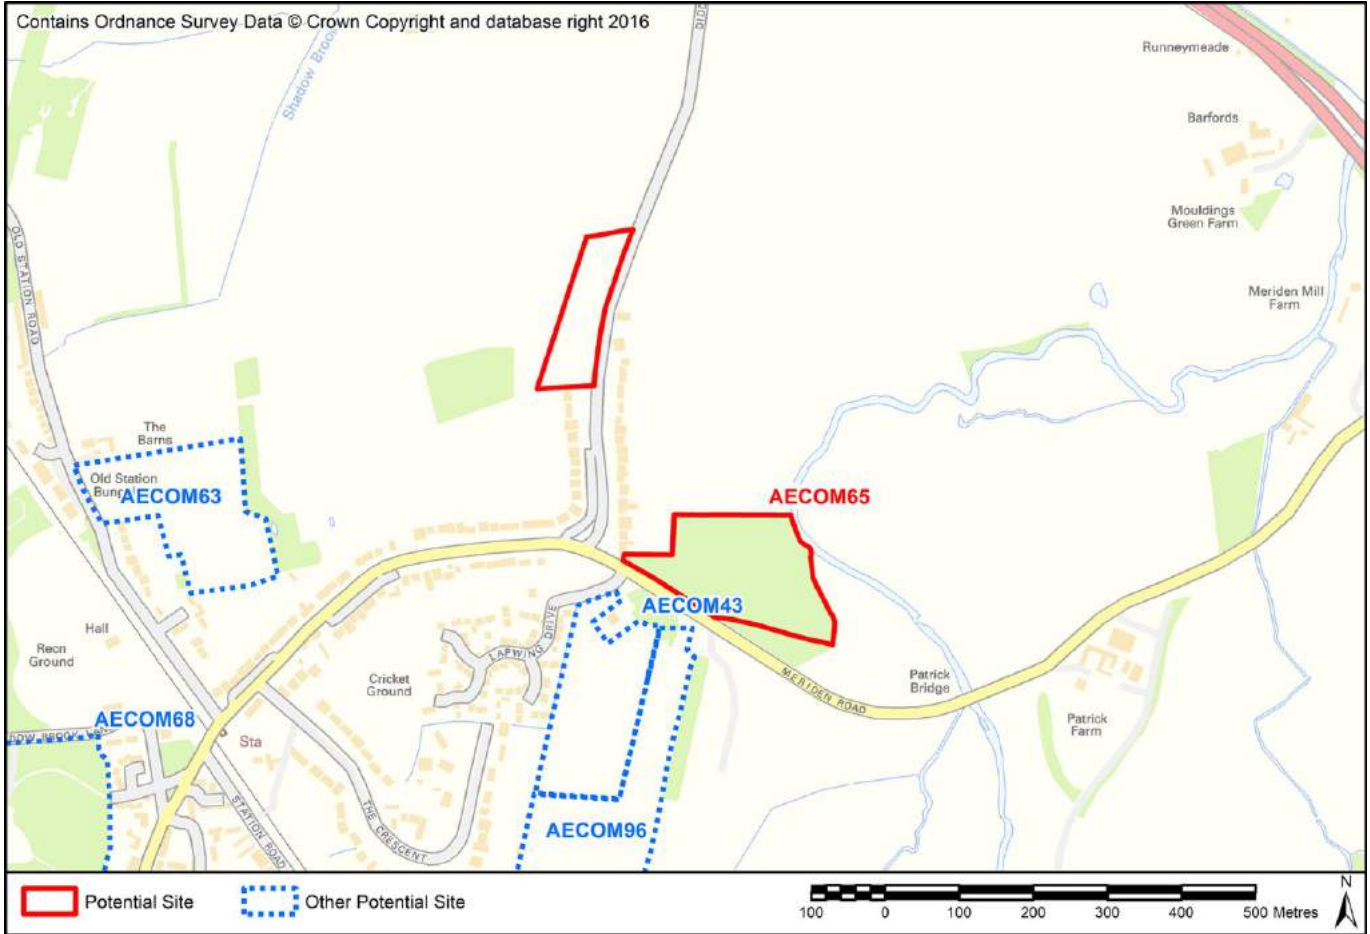 Contains Ordnance Survey Data © Crown Copyright and database right 2016
Shadow Brook
DIDD
Runneymeade
Barfords
Mouldings
Green Farm
Meriden Mill
Farm
OLD STATION ROAD
The
Barns
Old Station
AECOM63
AECOM65
AECOM43
LAPWING DRIVE
Hall
Recn
Ground
Cricket
Ground
MERIDEN ROAD
Patrick
Bridge
Patrick
Farm
AECOM68
Sta
STATION ROAD
THE CRESCENT
AECOM96
Potential Site
Other Potential Site
N
100 0 100 200 300 400 500 Metres